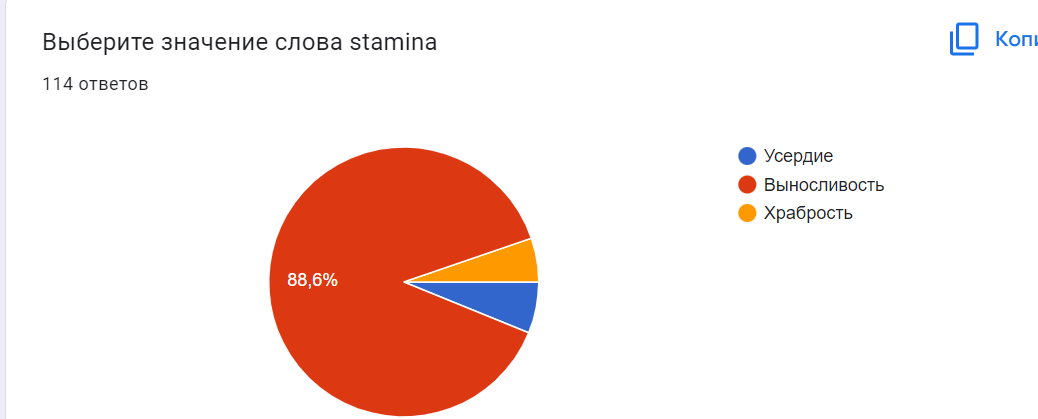 Выберите значение слова stamina
114 ответов
88,6%
Усердие
Выносливость
Храбрость